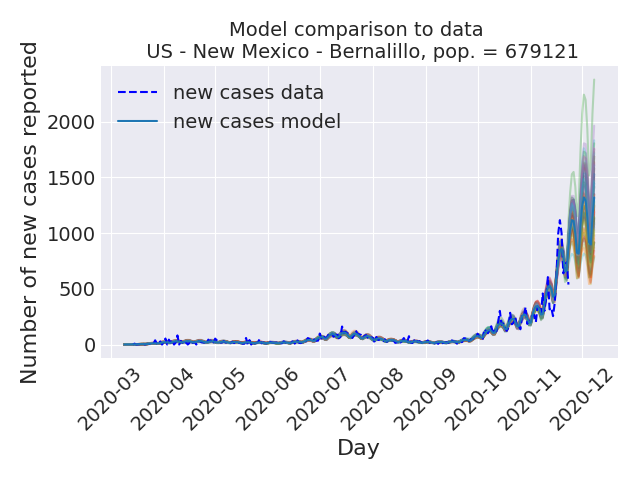 Model comparison to data
US - New Mexico - Bernalillo, pop. = 679121
Number of new cases reported
new cases data
new cases model
2000
1500
1000
500
0
2020-03
2020-04
2020-05
2020-06
2020-07
2020-08
2020-09
2020-10
2020-11
2020-12
Day